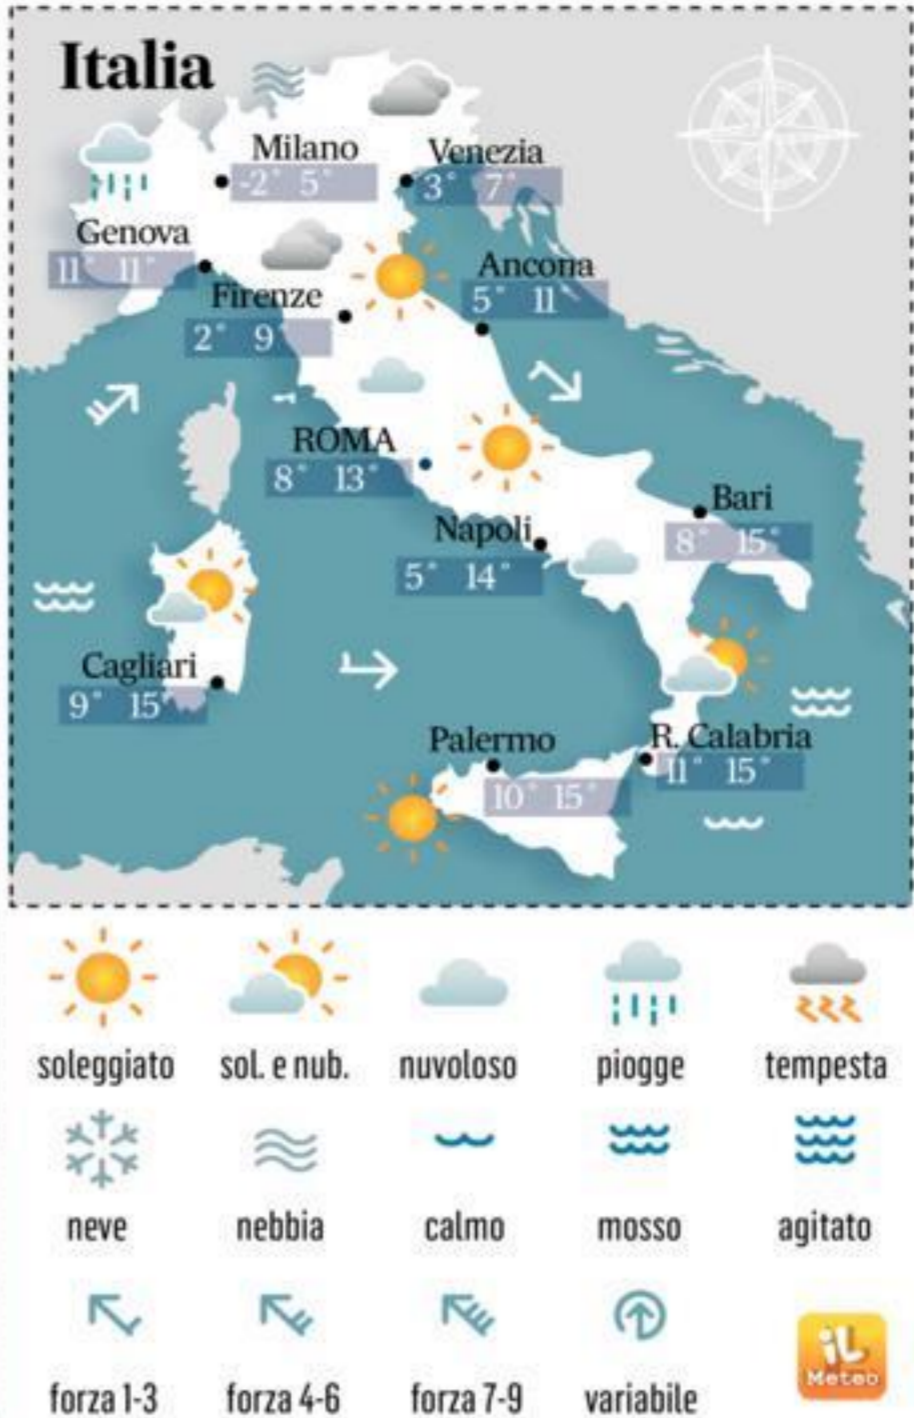 Italia
Milano
-2° 5°
Venezia
3° 7°
Genova
11° 11°
Firenze
2° 9°
Ancona
5° 11°
ROMA
8° 13°
Bari
8° 15°
Napoli
5° 14°
Cagliari
9° 15°
Palermo
10° 15°
R. Calabria
11° 15°
soleggiato
sol. e nub.
nuvoloso
piogge
tempesta
neve
nebbia
calmo
mosso
agitato
forza 1-3
forza 4-6
forza 7-9
variabile
iL
Meteo